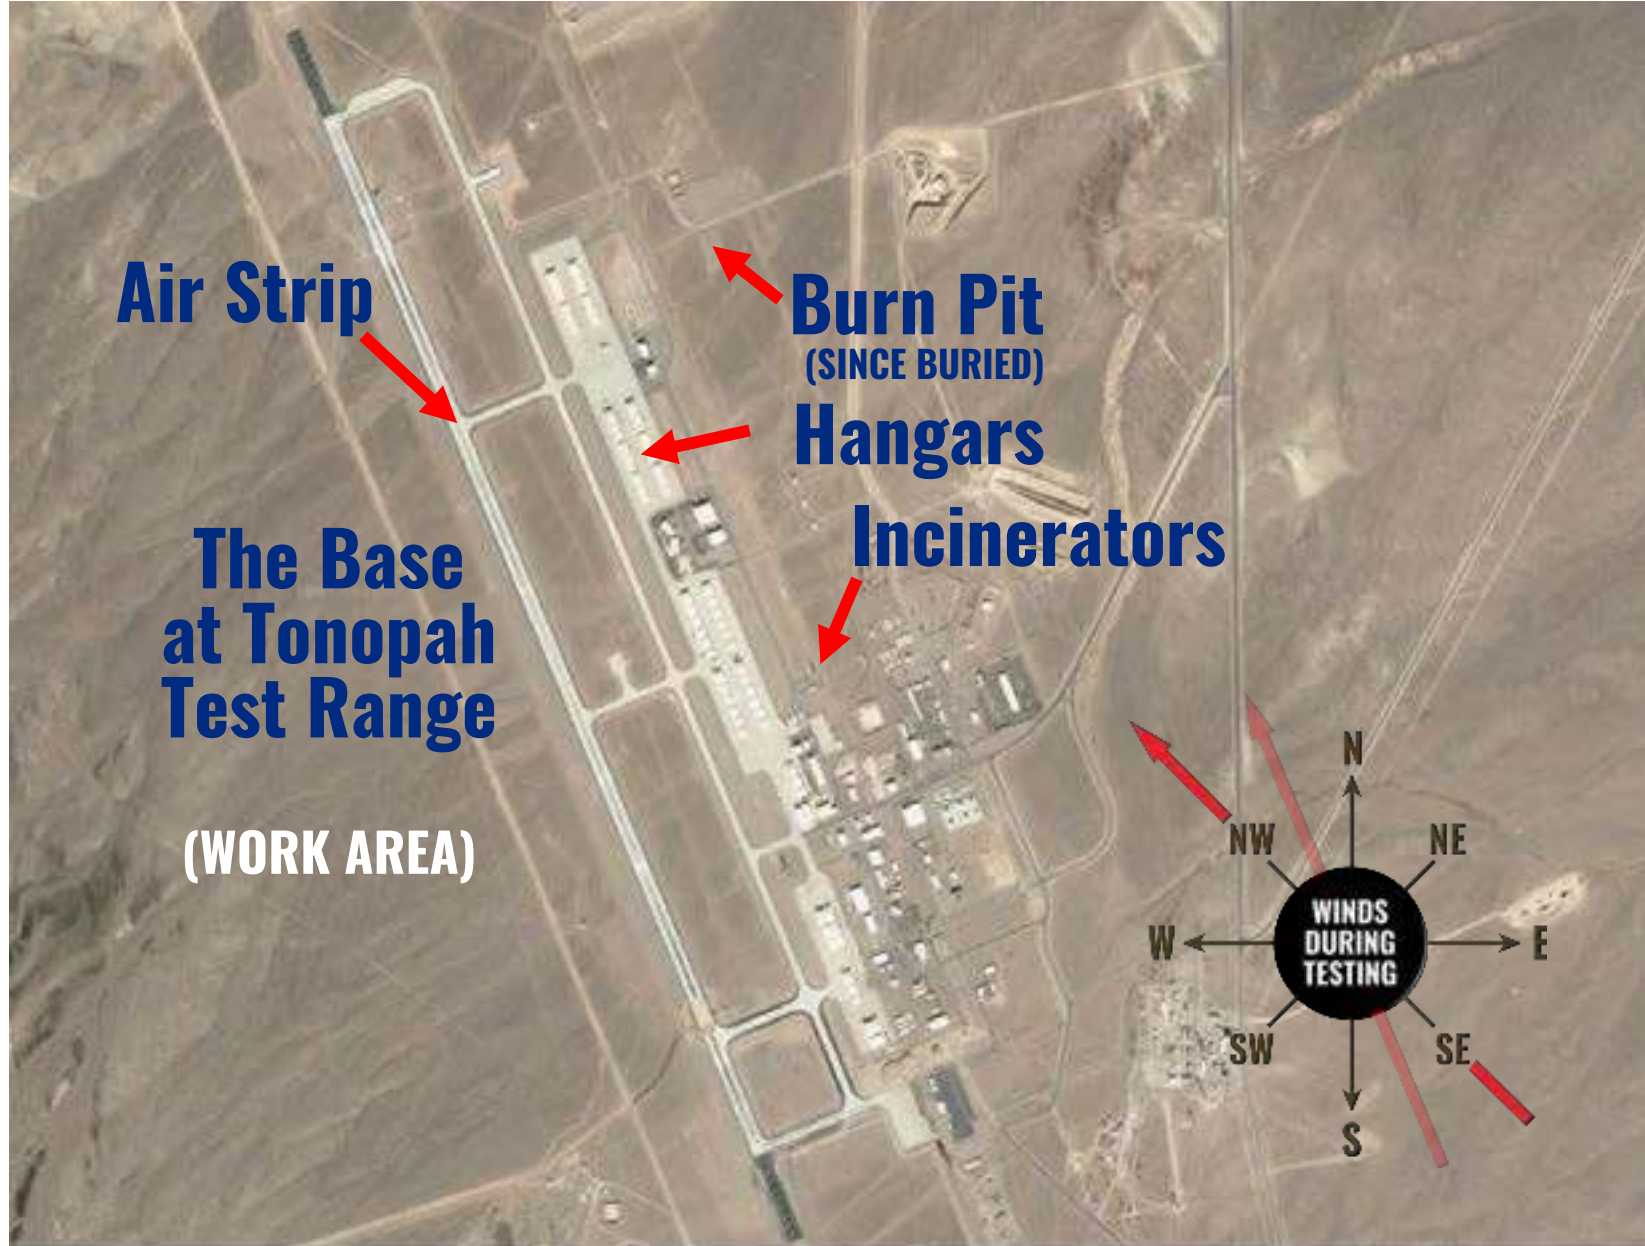 Air Strip
Burn Pit
(SINCE BURIED)
Hangars
Incinerators
The Base
at Tonopah
Test Range
(WORK AREA)
N
NW
NE
WINDS
DURING
TESTING
W
E
SW
SE
S